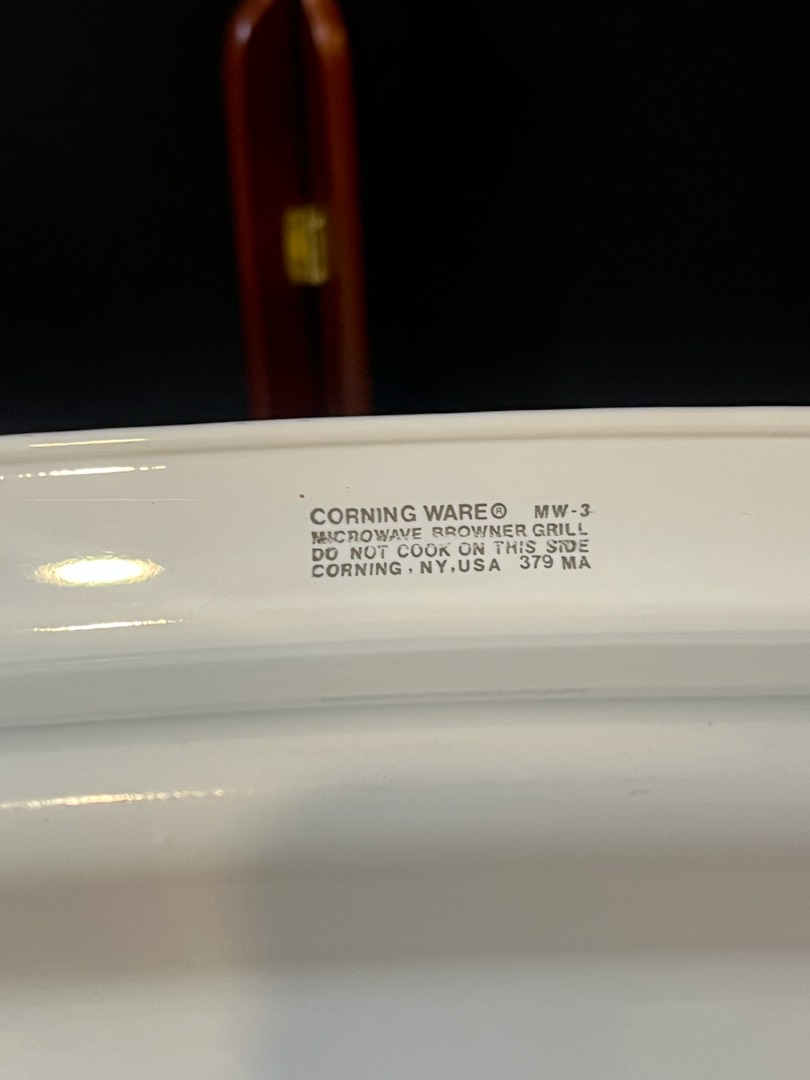 CORNING WARE® MW-3
MICROWAVE BROWNER GRILL
DO NOT COOK ON THIS SIDE
CORNING, NY, USA 379 MA